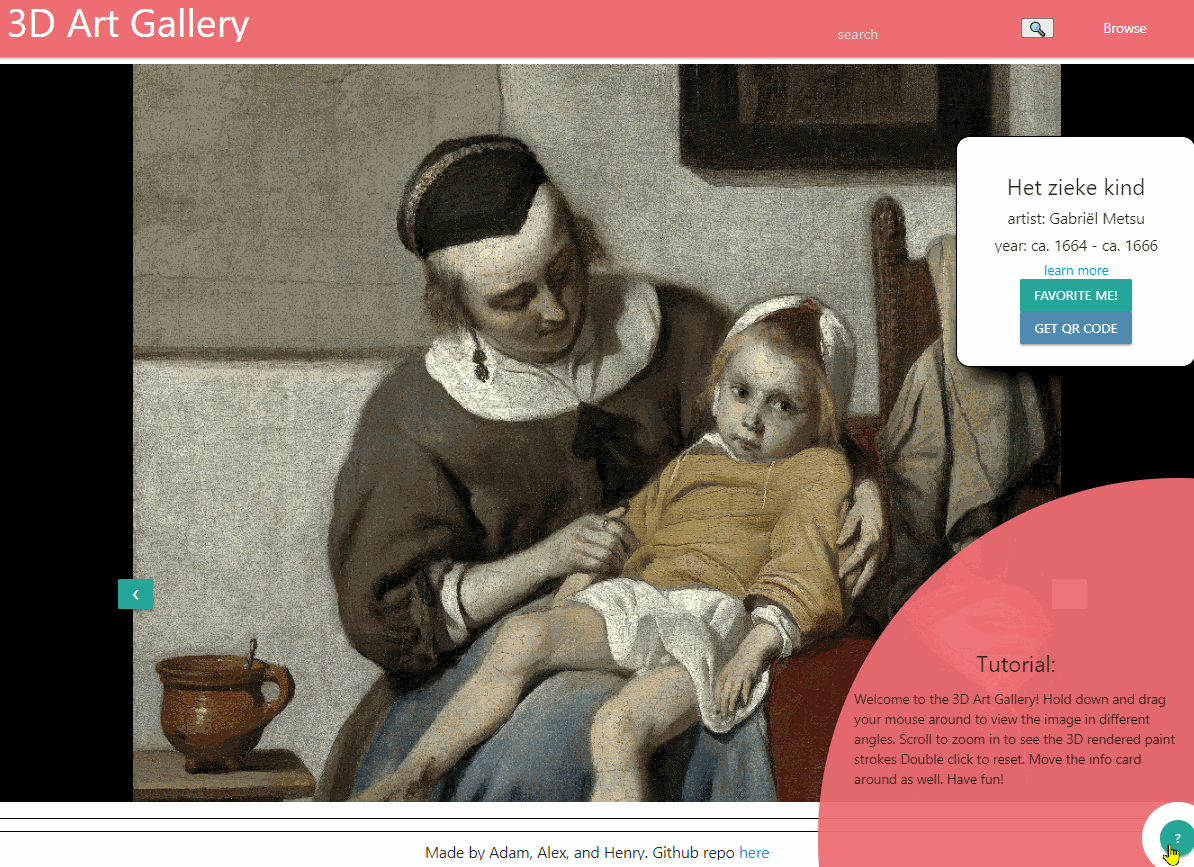 3D Art Gallery
search
Browse
Het zieke kind
artist: Gabriël Metsu
year: ca. 1664 - ca. 1666
learn more
FAVORITE ME!
GET QR CODE
‹
Tutorial:
Welcome to the 3D Art Gallery! Hold down and drag
your mouse around to view the image in different
angles. Scroll to zoom in to see the 3D rendered paint
strokes Double click to reset. Move the info card
around as well. Have fun!
?
Made by Adam, Alex, and Henry. Github repo here